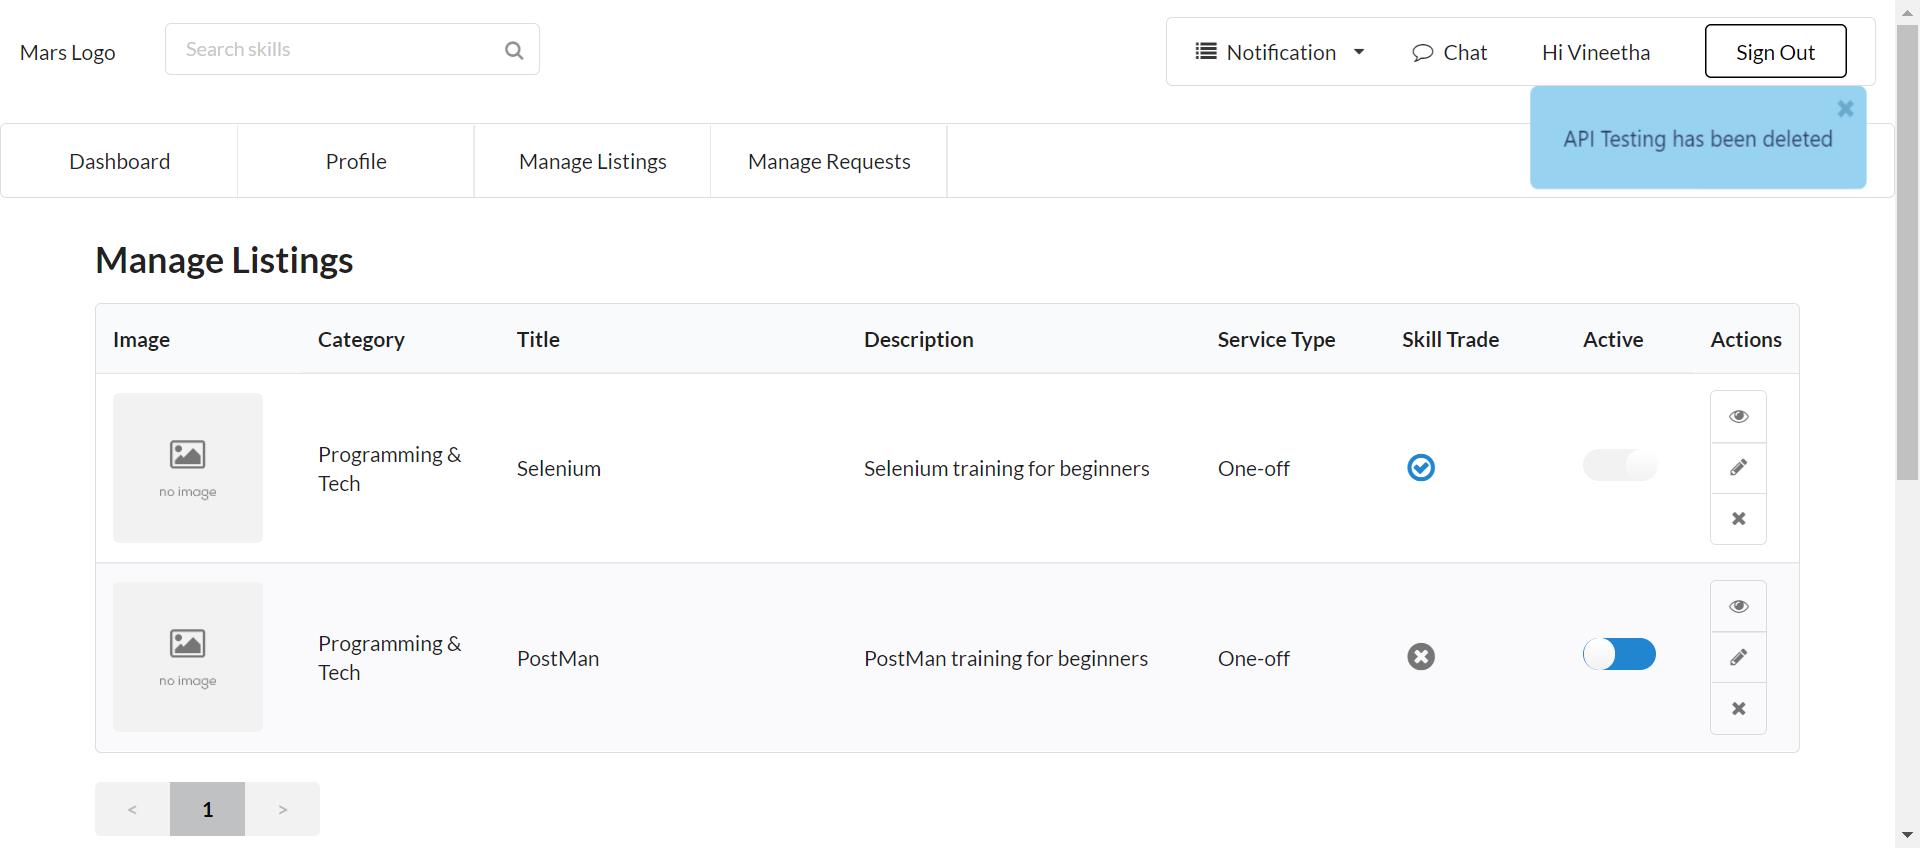 Mars Logo
Search skills
Notification
Chat
Hi Vineetha
Sign Out
API Testing has been deleted
Dashboard
Profile
Manage Listings
Manage Requests
Manage Listings
Image
Category
Title
Description
Service Type
Skill Trade
Active
Actions
no image
Programming &
Tech
Selenium
Selenium training for beginners
One-off
no image
Programming &
Tech
PostMan
PostMan training for beginners
One-off
<
1
>